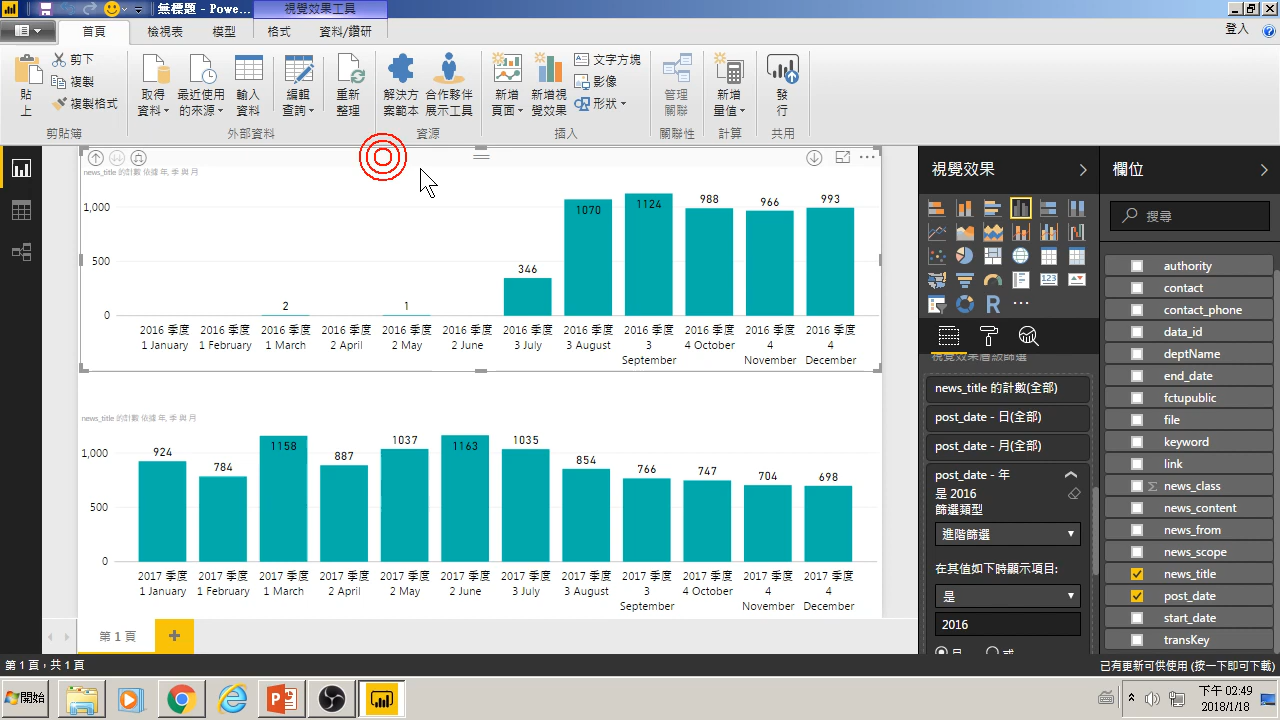 無標題 - Powe...
視覺效果工具
首頁
檢視表
模型
格式
資料/鑽研
登入
貼上
剪下
複製
複製格式
剪貼簿
取得資料
最近使用的來源
輸入資料
編輯查詢
重新整理
外部資料
解決方案範本
合作夥伴展示工具
資源
新增頁面
新增視覺效果
文字方塊
影像
形狀
插入
管理關聯
關聯性
新增量值
計算
發行
共用
news_title 的計數 依據 年, 季 與 月
1,000
500
0
2
1
346
1070
1124
988
966
993
2016 季度 1 January
2016 季度 1 February
2016 季度 1 March
2016 季度 2 April
2016 季度 2 May
2016 季度 2 June
2016 季度 3 July
2016 季度 3 August
2016 季度 3 September
2016 季度 4 October
2016 季度 4 November
2016 季度 4 December
news_title 的計數 依據 年, 季 與 月
1,000
500
0
924
784
1158
887
1037
1163
1035
854
766
747
704
698
2017 季度 1 January
2017 季度 1 February
2017 季度 1 March
2017 季度 2 April
2017 季度 2 May
2017 季度 2 June
2017 季度 3 July
2017 季度 3 August
2017 季度 3 September
2017 季度 4 October
2017 季度 4 November
2017 季度 4 December
第 1 頁
視覺效果
視覺效果層級篩選
news_title 的計數(全部)
post_date - 日(全部)
post_date - 月(全部)
post_date - 年
是 2016
篩選類型
進階篩選
在其值如下時顯示項目:
是
2016
欄位
搜尋
authority
contact
contact_phone
data_id
deptName
end_date
fctupublic
file
keyword
link
news_class
news_content
news_from
news_scope
news_title
post_date
start_date
transKey
第 1 頁，共 1 頁
已有更新可供使用 (按一下即可下載)
開始
下午 02:49
2018/1/18